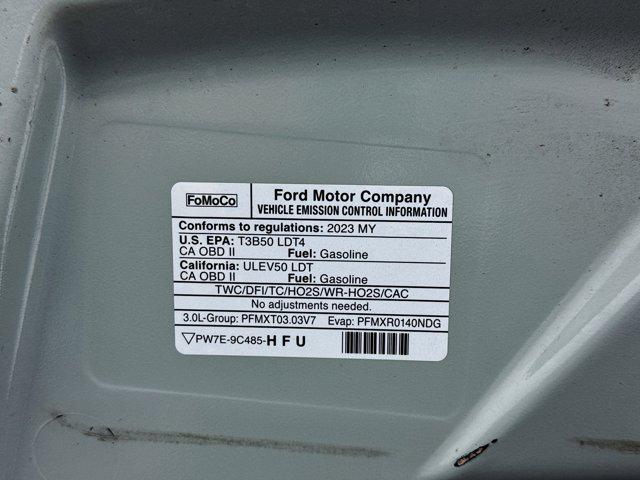 FoMoCo
Ford Motor Company
VEHICLE EMISSION CONTROL INFORMATION
Conforms to regulations: 2023 MY
U.S. EPA: T3B50 LDT4
CA OBD II Fuel: Gasoline
California: ULEV50 LDT
CA OBD II Fuel: Gasoline
TWC/DFI/TC/HO2S/WR-HO2S/CAC
No adjustments needed.
3.0L-Group: PFMXT03.03V7 Evap: PFMXR0140NDG
PW7E-9C485-HFU